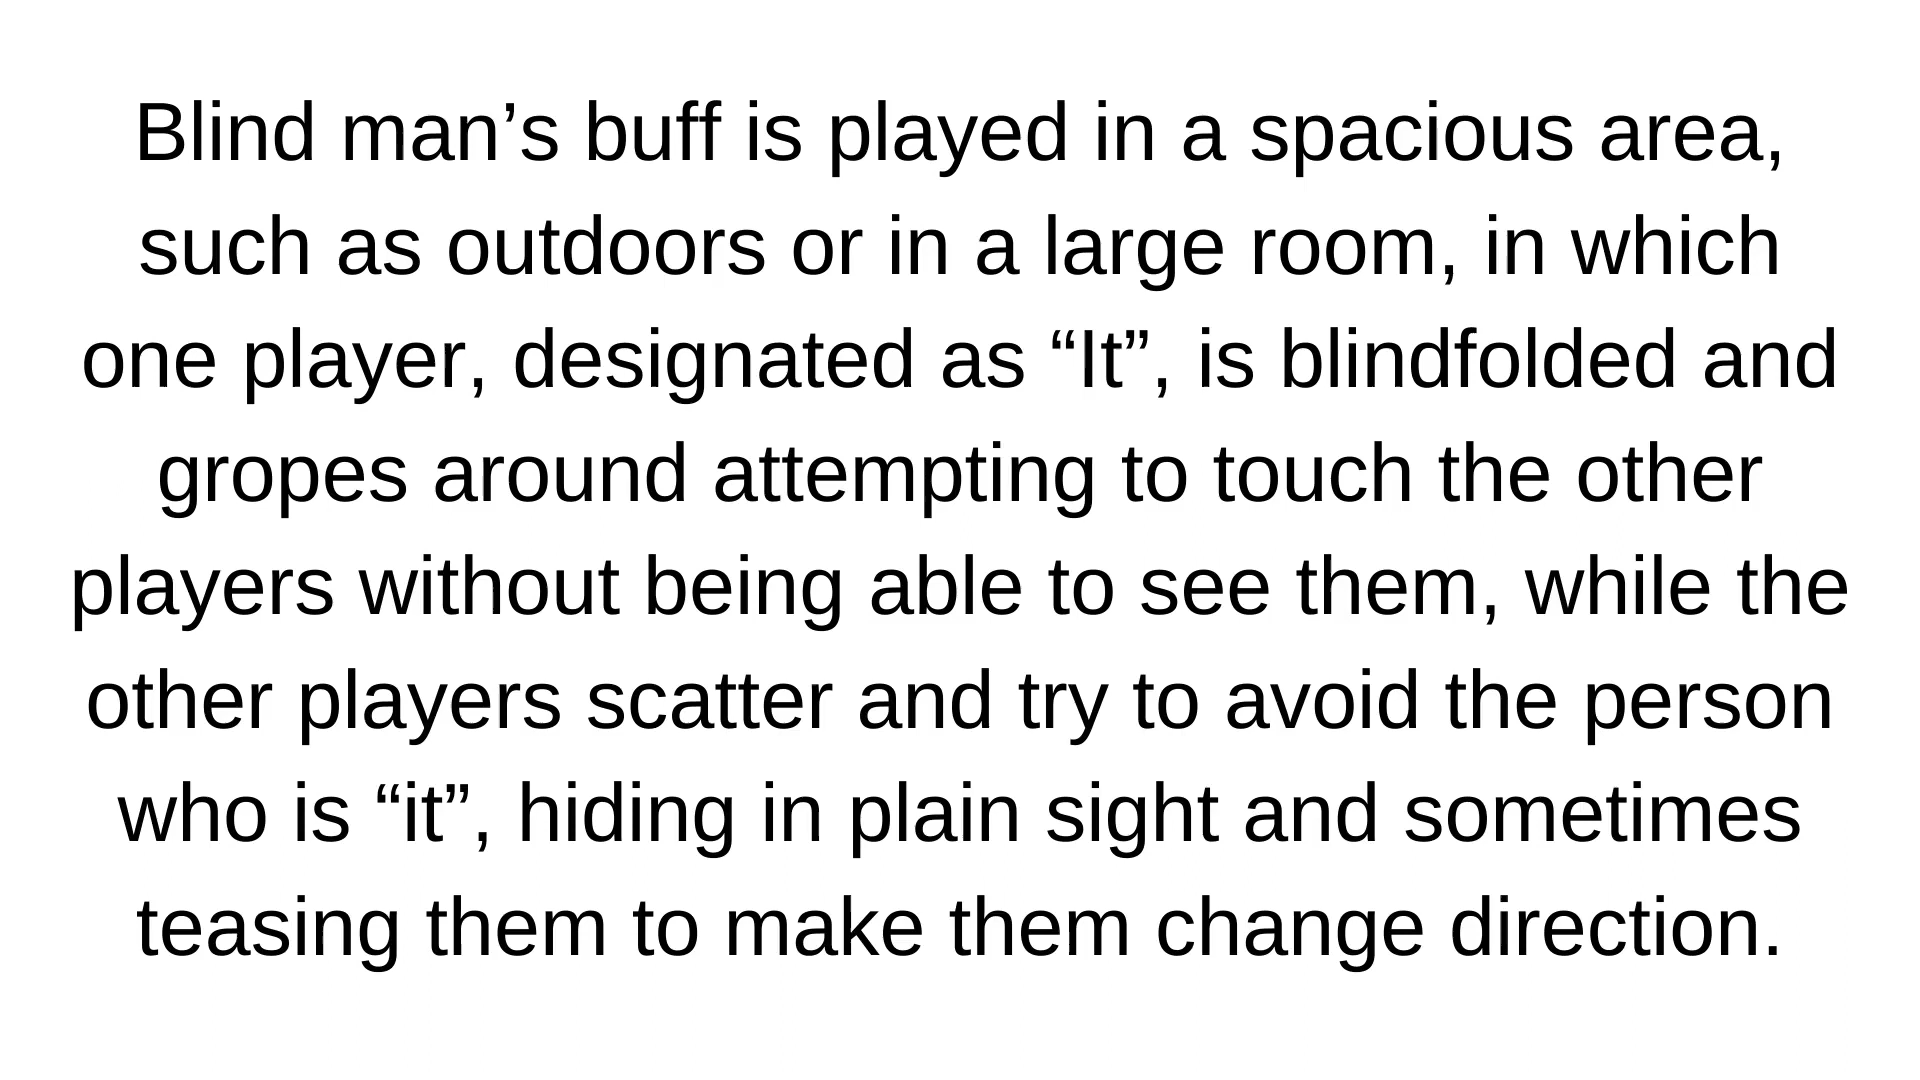 Blind man’s buff is played in a spacious area,
such as outdoors or in a large room, in which
one player, designated as “It”, is blindfolded and
gropes around attempting to touch the other
players without being able to see them, while the
other players scatter and try to avoid the person
who is “it”, hiding in plain sight and sometimes
teasing them to make them change direction.